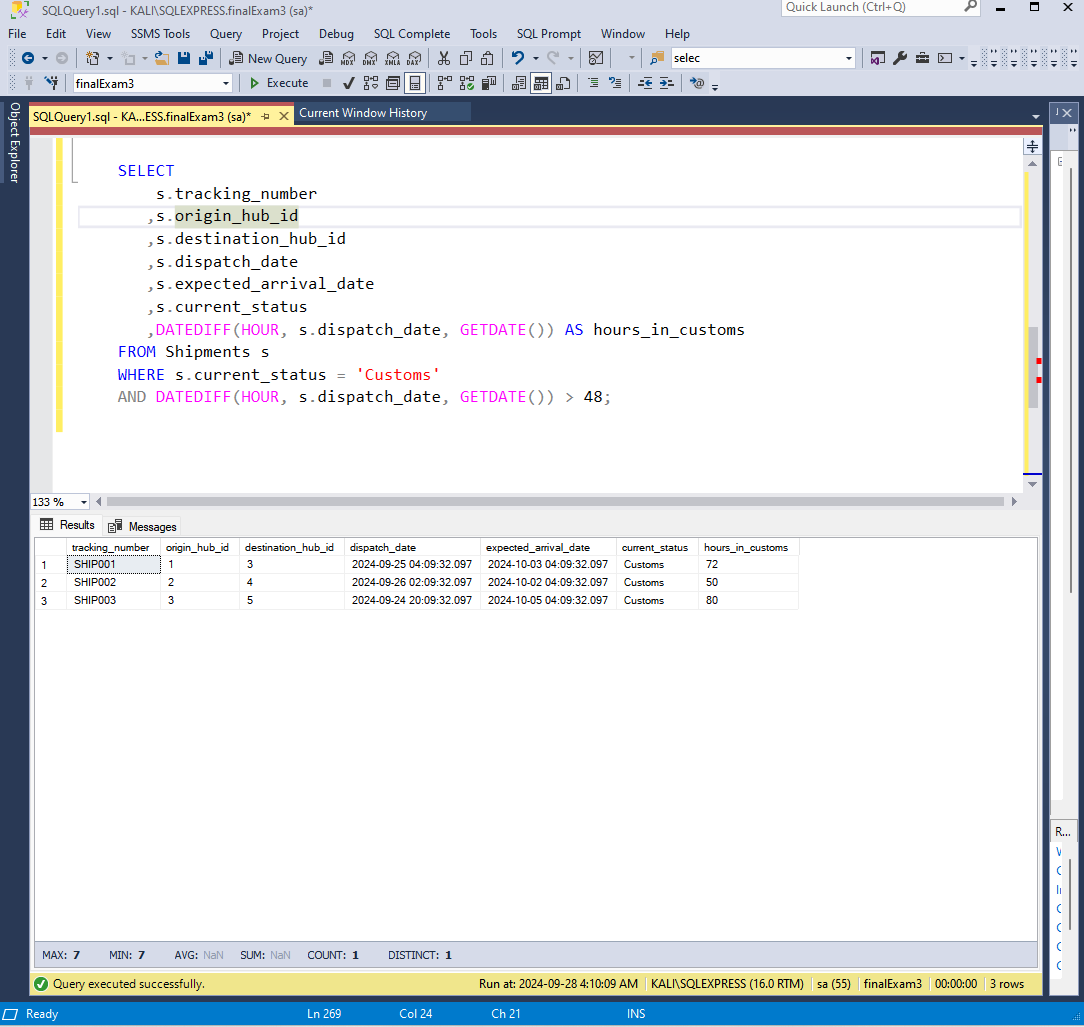 SQLQuery1.sql - KALI\SQLEXPRESS.finalExam3 (sa)*
Quick Launch (Ctrl+Q)
File Edit View SSMS Tools Query Project Debug SQL Complete Tools SQL Prompt Window Help
New Query MDX DMX XMLA DAX selec
finalExam3 Execute
Object Explorer
SQLQuery1.sql - KA...ESS.finalExam3 (sa)* Current Window History
SELECT
s.tracking_number
,s.origin_hub_id
,s.destination_hub_id
,s.dispatch_date
,s.expected_arrival_date
,s.current_status
,DATEDIFF(HOUR, s.dispatch_date, GETDATE()) AS hours_in_customs
FROM Shipments s
WHERE s.current_status = 'Customs'
AND DATEDIFF(HOUR, s.dispatch_date, GETDATE()) > 48;
133 %
Results Messages
tracking_number origin_hub_id destination_hub_id dispatch_date expected_arrival_date current_status hours_in_customs
1 SHIP001 1 3 2024-09-25 04:09:32.097 2024-10-03 04:09:32.097 Customs 72
2 SHIP002 2 4 2024-09-26 02:09:32.097 2024-10-02 04:09:32.097 Customs 50
3 SHIP003 3 5 2024-09-24 20:09:32.097 2024-10-05 04:09:32.097 Customs 80
R...
MAX: 7 MIN: 7 AVG: NaN SUM: NaN COUNT: 1 DISTINCT: 1
Query executed successfully. Run at: 2024-09-28 4:10:09 AM KALI\SQLEXPRESS (16.0 RTM) sa (55) finalExam3 00:00:00 3 rows
Ready Ln 269 Col 24 Ch 21 INS